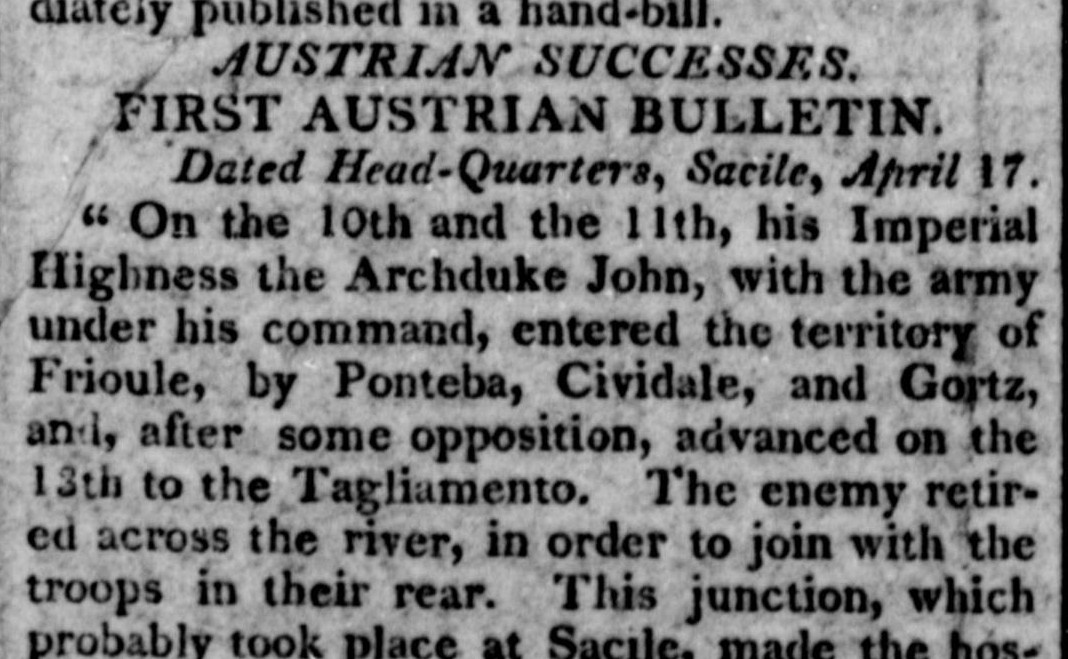 diately published in a hand-bill.
AUSTRIAN SUCCESSES.
FIRST AUSTRIAN BULLETIN.
Dated Head-Quarters, Sacile, April 17.
“ On the 10th and the 11th, his Imperial
Highness the Archduke John, with the army
under his command, entered the territory of
Frioule, by Ponteba, Cividale, and Gortz,
and, after some opposition, advanced on the
13th to the Tagliamento. The enemy retir-
ed across the river, in order to join with the
troops in their rear. This junction, which
probably took place at Sacile, made the hos-